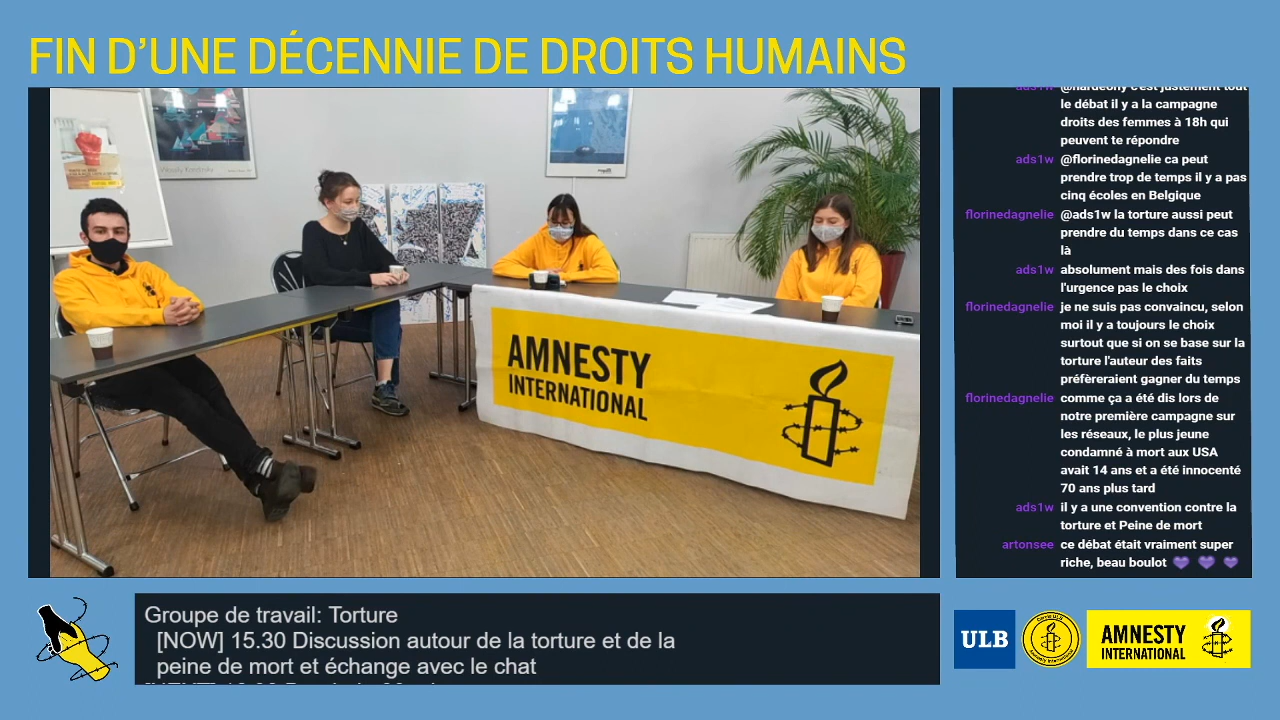 FIN D’UNE DÉCENNIE DE DROITS HUMAINS
AMNESTY
INTERNATIONAL
le débat il y a la campagne
droits des femmes à 18h qui
peuvent te répondre
ads1w @florinedagnelie ca peut
prendre trop de temps il y a pas
cinq écoles en Belgique
florinedagnelie @ads1w la torture aussi peut
prendre du temps dans ce cas
là
ads1w absolument mais des fois dans
l'urgence pas le choix
florinedagnelie je ne suis pas convaincu, selon
moi il y a toujours le choix
surtout que si on se base sur la
torture l'auteur des faits
préfèreraient gagner du temps
florinedagnelie comme ça a été dis lors de
notre première campagne sur
les réseaux, le plus jeune
condamné à mort aux USA
avait 14 ans et a été innocenté
70 ans plus tard
ads1w il y a une convention contre la
torture et Peine de mort
artonsee ce débat était vraiment super
riche, beau boulot
Groupe de travail: Torture
[NOW] 15.30 Discussion autour de la torture et de la
peine de mort et échange avec le chat
ULB
AMNESTY
INTERNATIONAL